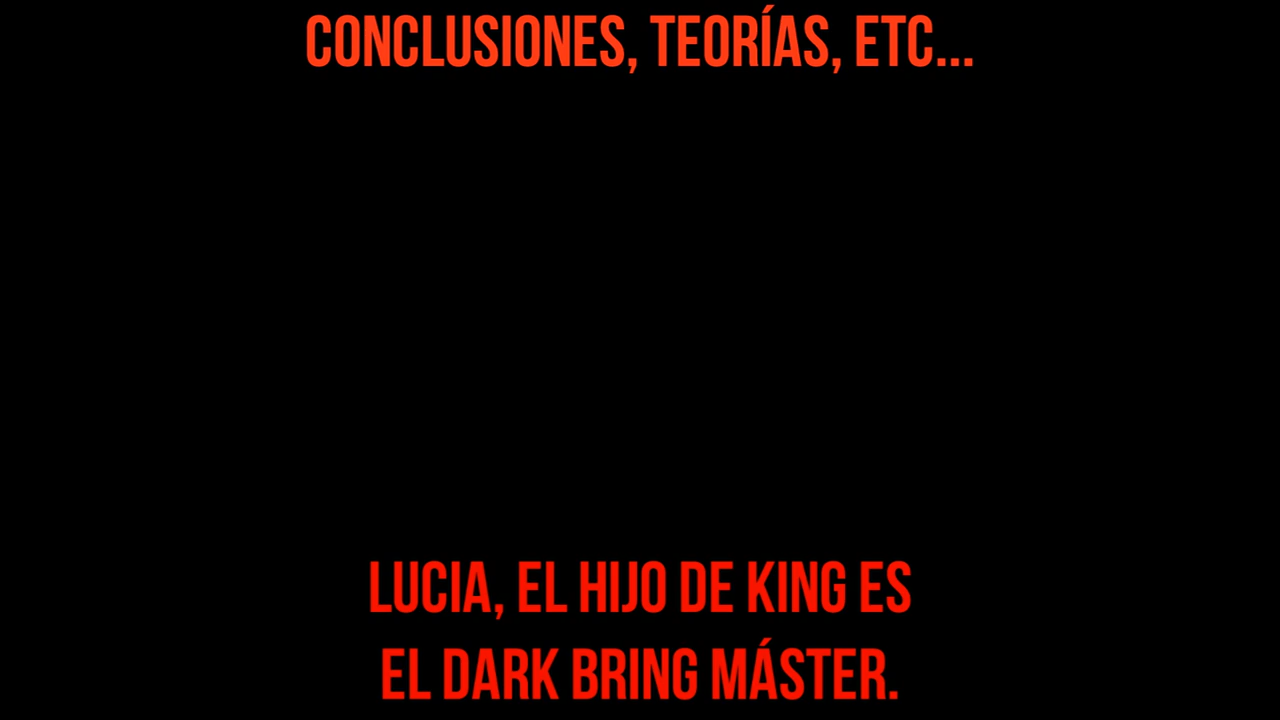 CONCLUSIONES, TEORÍAS, ETC...
LUCIA, EL HIJO DE KING ES
EL DARK BRING MÁSTER.